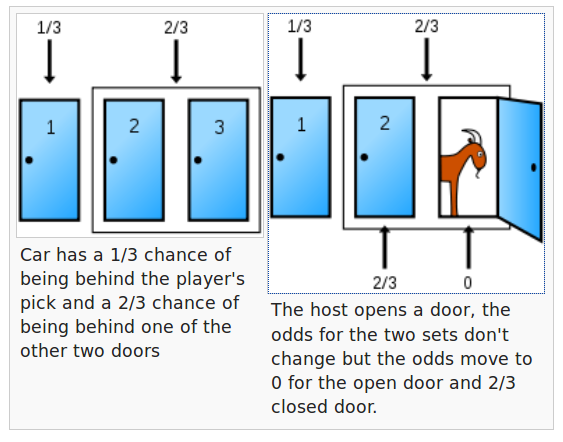 1/3
2/3
1
2
3
Car has a 1/3 chance of
being behind the player's
pick and a 2/3 chance of
being behind one of the
other two doors
1/3
2/3
1
2
2/3
0
The host opens a door, the
odds for the two sets don't
change but the odds move to
0 for the open door and 2/3
closed door.